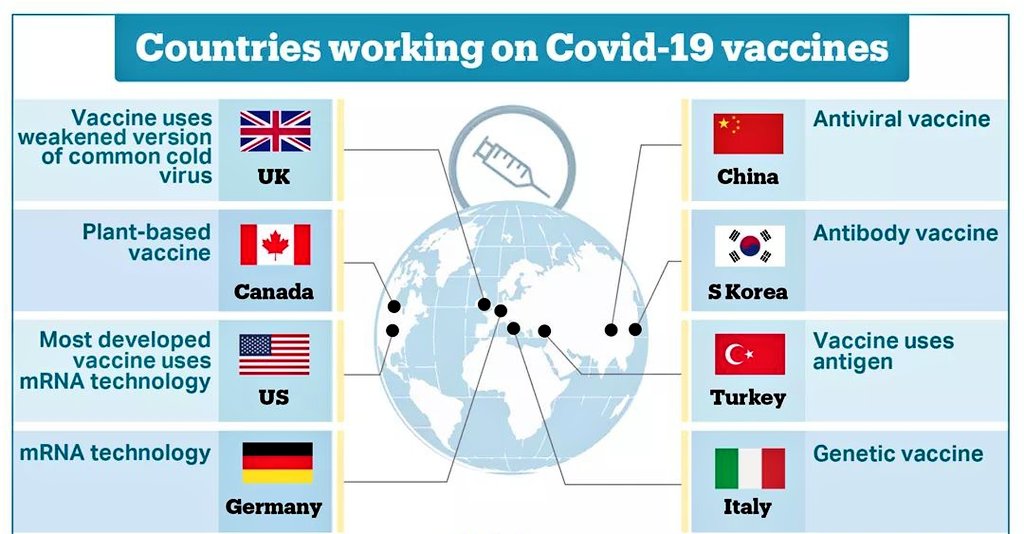 Countries working on Covid-19 vaccines
Vaccine uses
weakened version
of common cold
virus
UK
Plant-based
vaccine
Canada
Most developed
vaccine uses
mRNA technology
US
mRNA technology
Germany
China
Antiviral vaccine
S Korea
Antibody vaccine
Turkey
Vaccine uses
antigen
Italy
Genetic vaccine